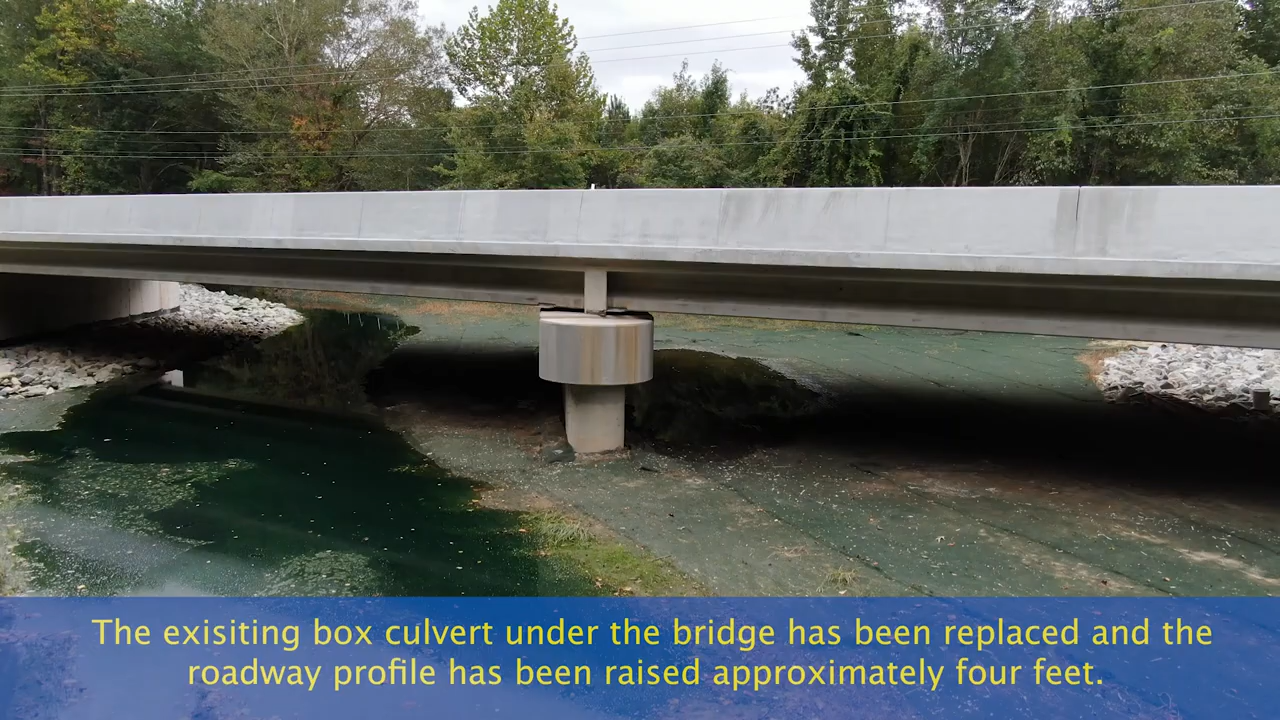 The exisiting box culvert under the bridge has been replaced and the
roadway profile has been raised approximately four feet.